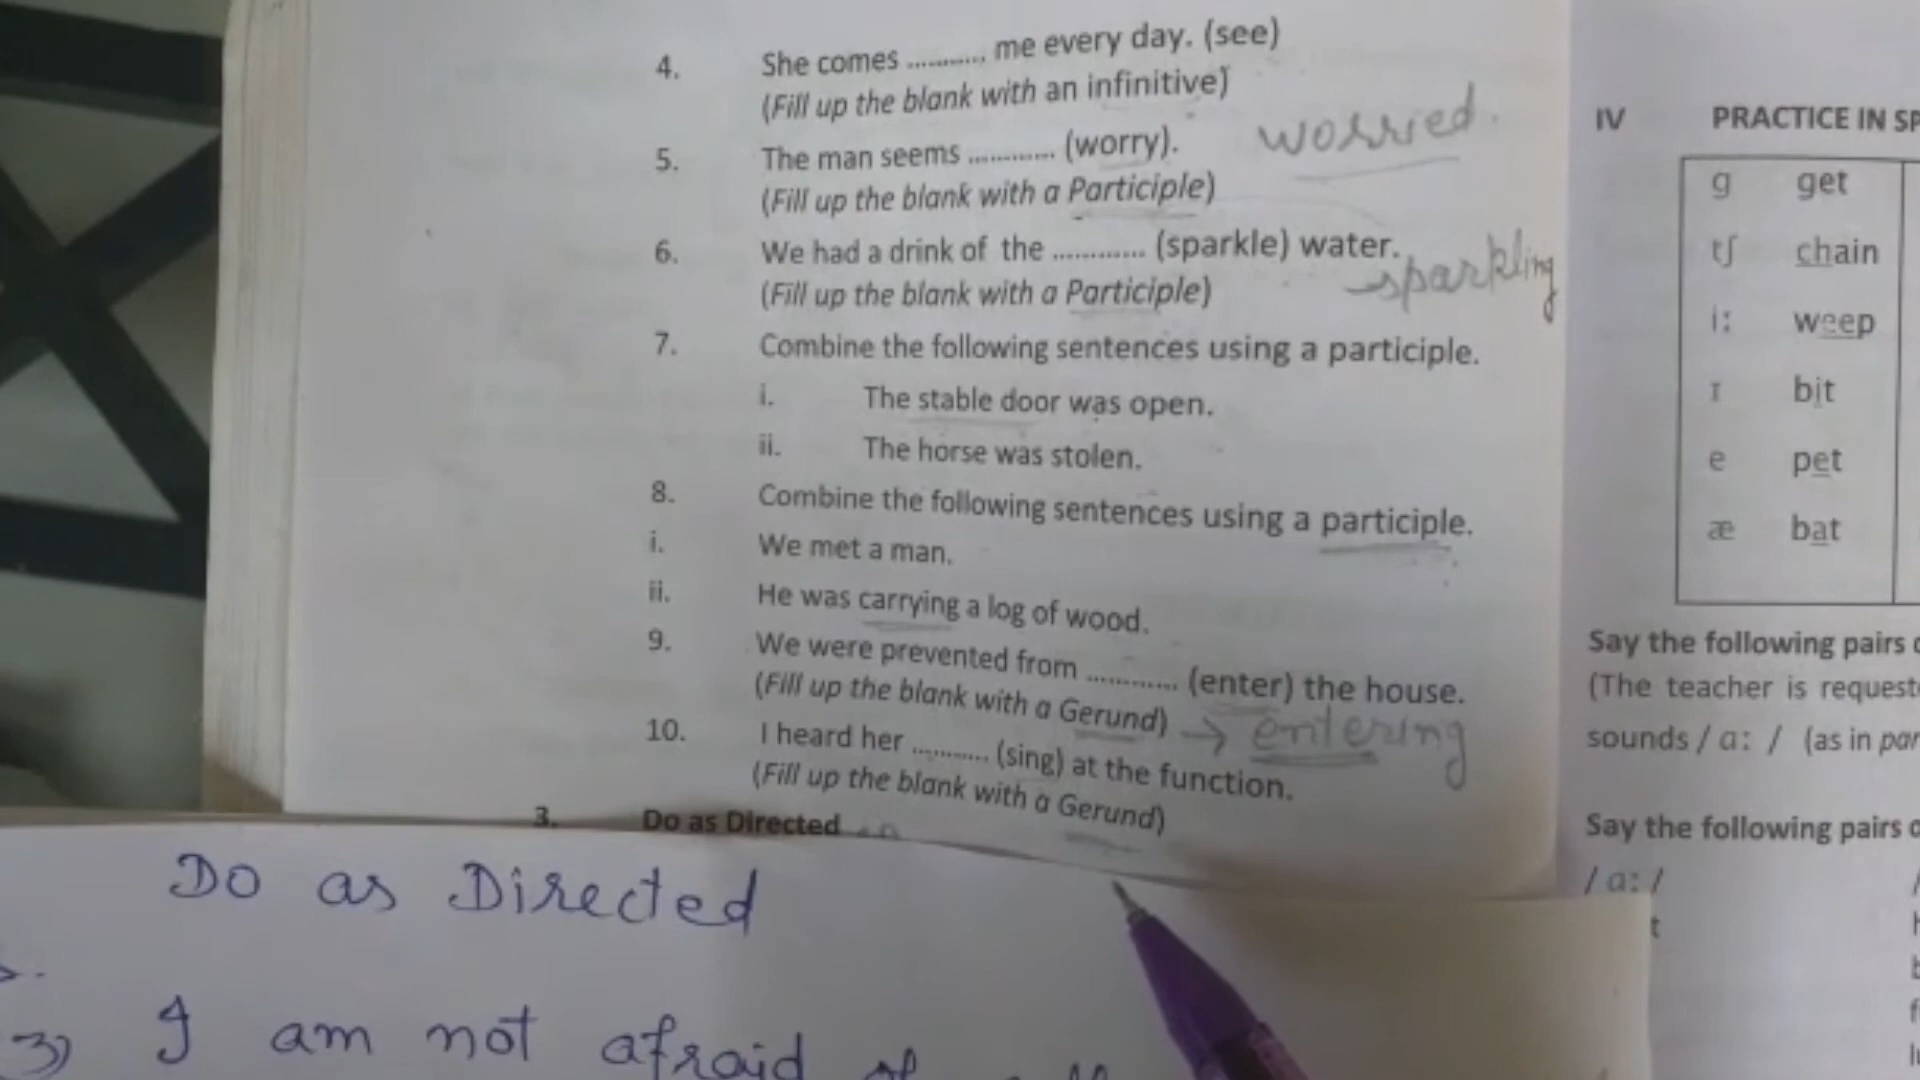 4. She comes ........... me every day. (see)
(Fill up the blank with an infinitive)
5. The man seems ............ (worry). worried.
(Fill up the blank with a Participle)
6. We had a drink of the ............ (sparkle) water.
sparkling
(Fill up the blank with a Participle)
7. Combine the following sentences using a participle.
i. The stable door was open.
ii. The horse was stolen.
8. Combine the following sentences using a participle.
i. We met a man.
ii. He was carrying a log of wood.
9. We were prevented from ............ (enter) the house.
(Fill up the blank with a Gerund) → entering
10. I heard her ............ (sing) at the function.
(Fill up the blank with a Gerund)
3. Do as Directed
Do as Directed
3) I am not afraid of
IV PRACTICE IN SP
g get
tʃ chain
i: weep
ɪ bit
e pet
æ bat
Say the following pairs
(The teacher is request
sounds / ɑ: / (as in par
Say the following pairs
/ ɑ: /
t